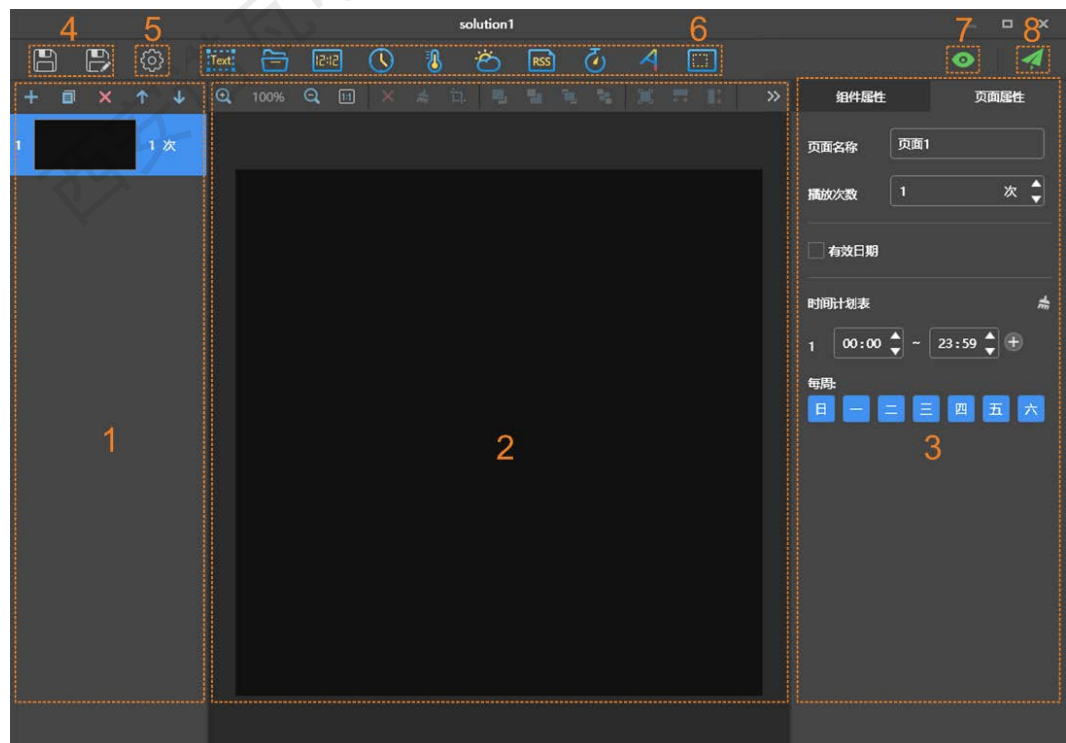 solution1
4 5 6 7 8
Text 12:12 RSS
100% 1:1
组件属性 页面属性
1 1 次
页面名称 页面1
播放次数 1 次
有效日期
时间计划表
1 00:00 ~ 23:59
每周:
日 一 二 三 四 五 六
1 2 3